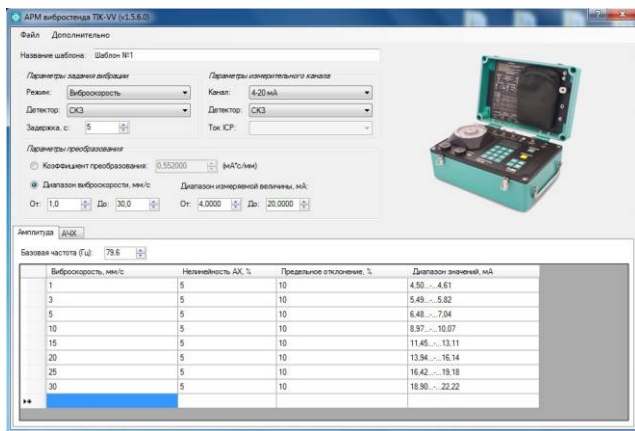 АРМ вибростенда TIK-VV (v1.5.6.0)
Файл Дополнительно
Название шаблона: Шаблон №1
Параметры задания вибрации
Режим: Виброскорость
Детектор: СКЗ
Задержка, с: 5
Параметры измерительного канала
Канал: 4-20 мА
Детектор: СКЗ
Ток ICP:
Параметры преобразования
Коэффициент преобразования: 0,552000 (мА*с/мм)
Диапазон виброскорости, мм/с Диапазон измеряемой величины, мА:
От: 1,0 До: 30,0 От: 4,0000 До: 20,0000
Амплитуда АЧХ
Базовая частота (Гц): 79,6
Виброскорость, мм/с Нелинейность АХ, % Предельное отклонение, % Диапазон значений, мА
1 5 10 4,50...-...4,61
3 5 10 5,49...-...5,82
5 5 10 6,48...-...7,04
10 5 10 8,97...-...10,07
15 5 10 11,45...-...13,11
20 5 10 13,94...-...16,14
25 5 10 16,42...-...19,18
30 5 10 18,90...-...22,22